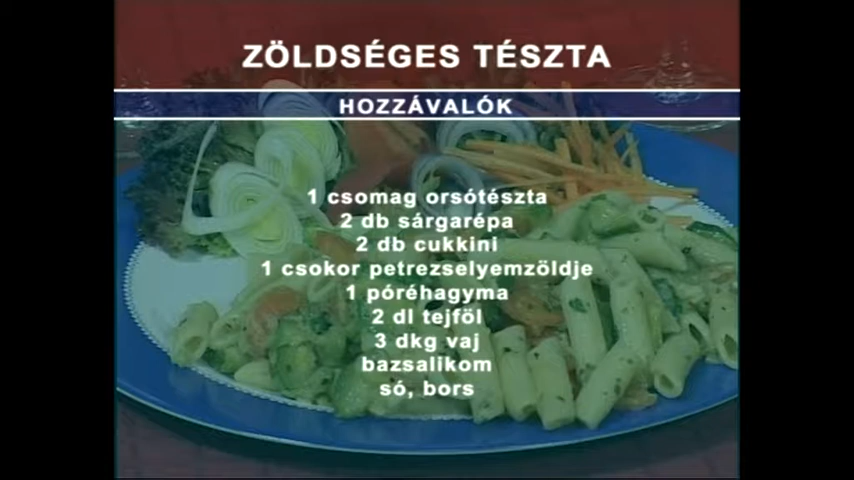 ZÖLDSÉGES TÉSZTA
HOZZÁVALÓK
1 csomag orsótészta
2 db sárgarépa
2 db cukkini
1 csokor petrezselyemzöldje
1 póréhagyma
2 dl tejföl
3 dkg vaj
bazsalikom
só, bors